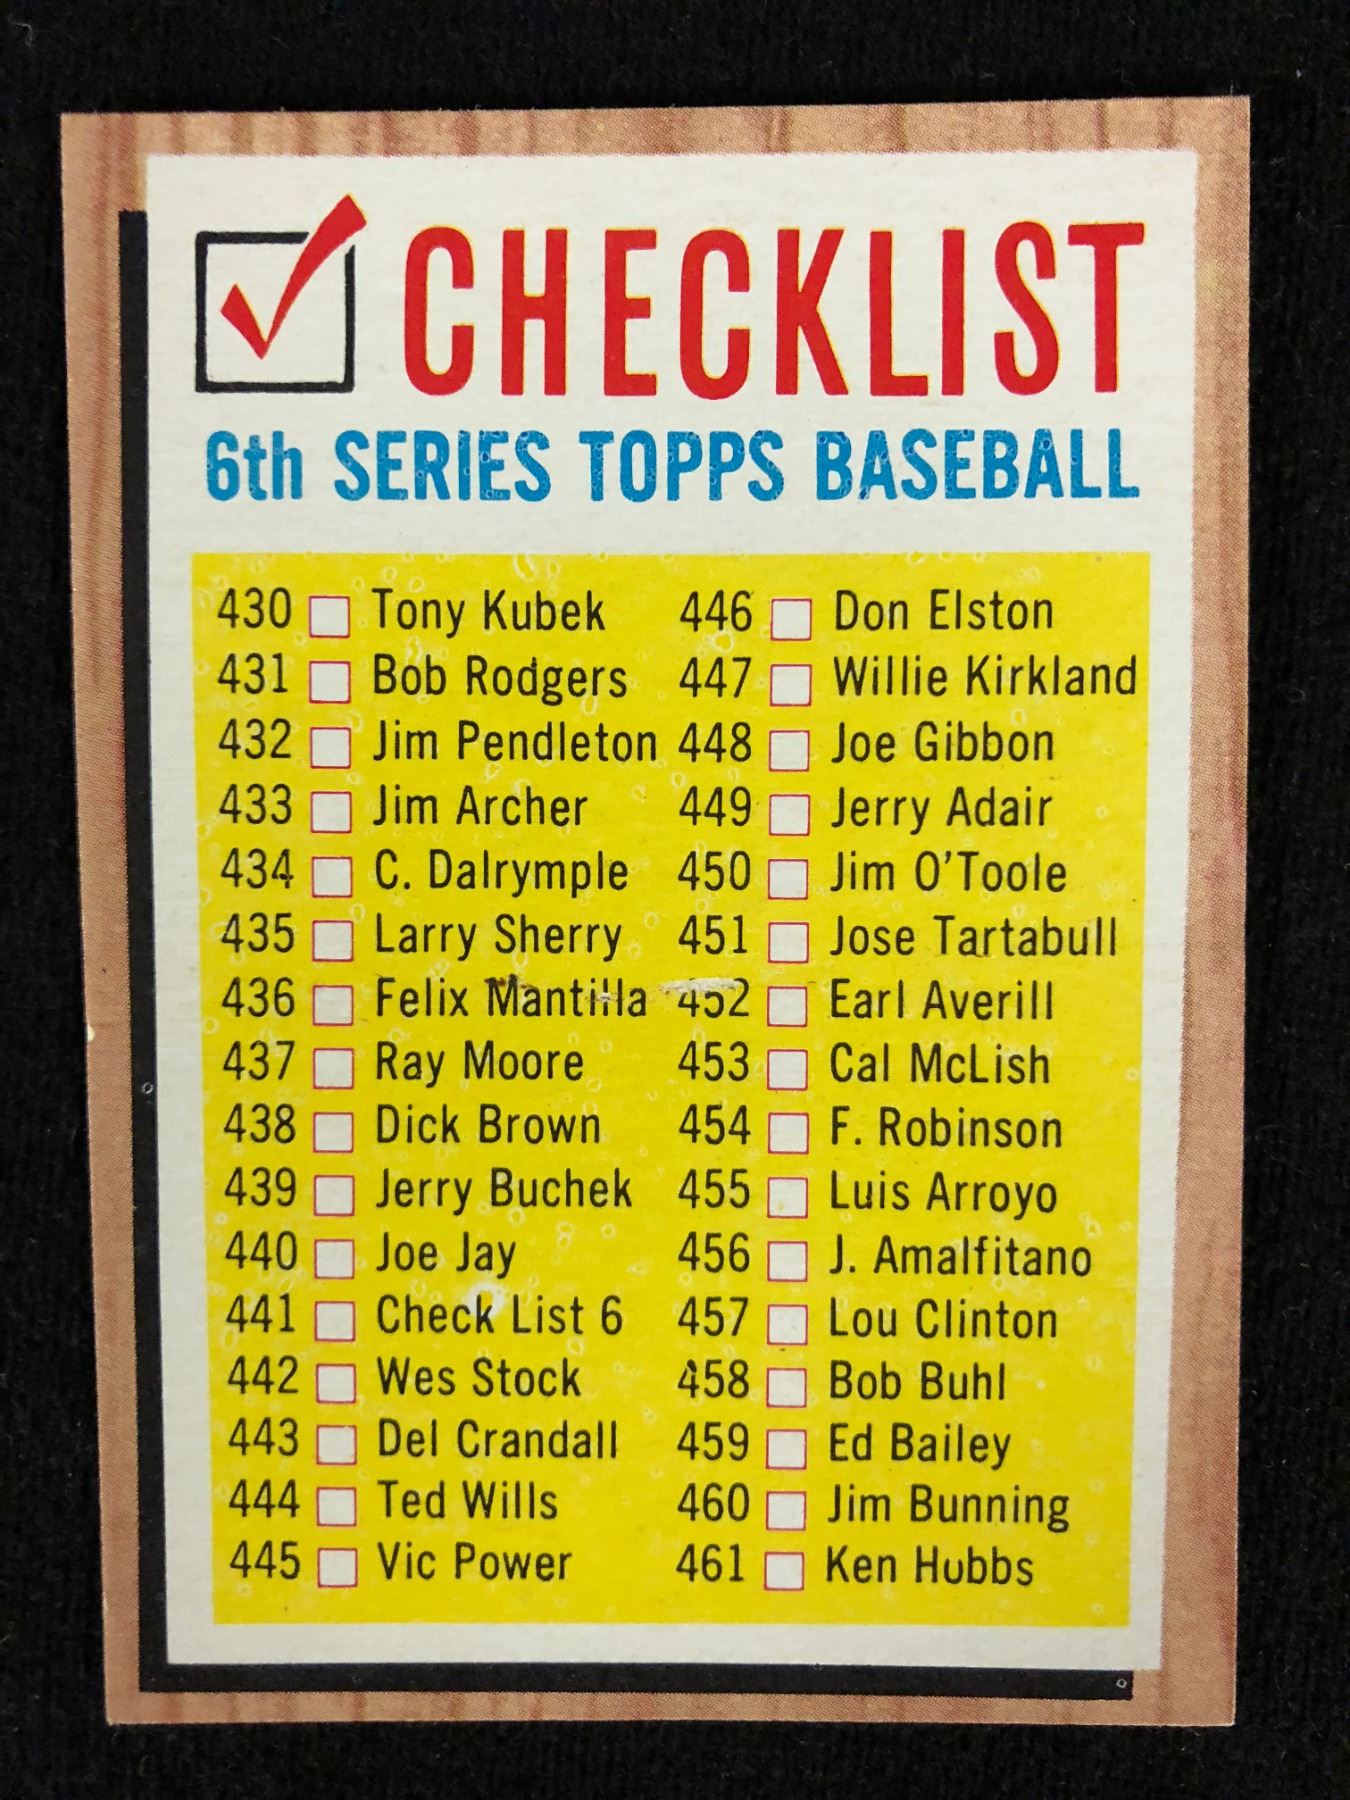 CHECKLIST
6th SERIES TOPPS BASEBALL
430 Tony Kubek
431 Bob Rodgers
432 Jim Pendleton
433 Jim Archer
434 C. Dalrymple
435 Larry Sherry
436 Felix Mantilla
437 Ray Moore
438 Dick Brown
439 Jerry Buchek
440 Joe Jay
441 Check List 6
442 Wes Stock
443 Del Crandall
444 Ted Wills
445 Vic Power
446 Don Elston
447 Willie Kirkland
448 Joe Gibbon
449 Jerry Adair
450 Jim O'Toole
451 Jose Tartabull
452 Earl Averill
453 Cal McLish
454 F. Robinson
455 Luis Arroyo
456 J. Amalfitano
457 Lou Clinton
458 Bob Buhl
459 Ed Bailey
460 Jim Bunning
461 Ken Hubbs